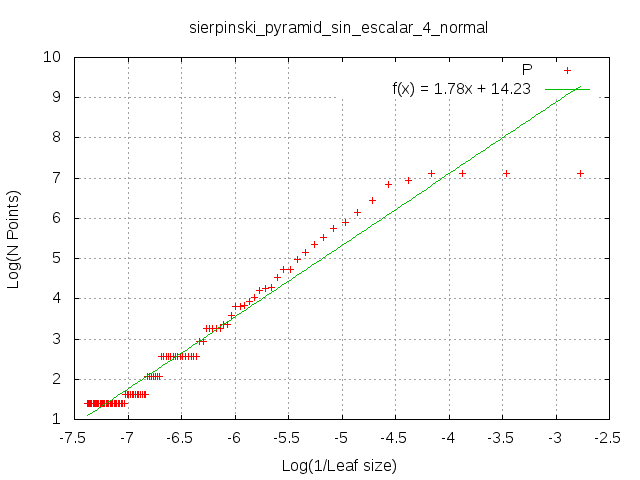 sierpinski_pyramid_sin_escalar_4_normal
10
9
8
7
6
5
4
3
2
1
Log(N Points)
P
f(x) = 1.78x + 14.23
-7.5 -7 -6.5 -6 -5.5 -5 -4.5 -4 -3.5 -3 -2.5
Log(1/Leaf size)